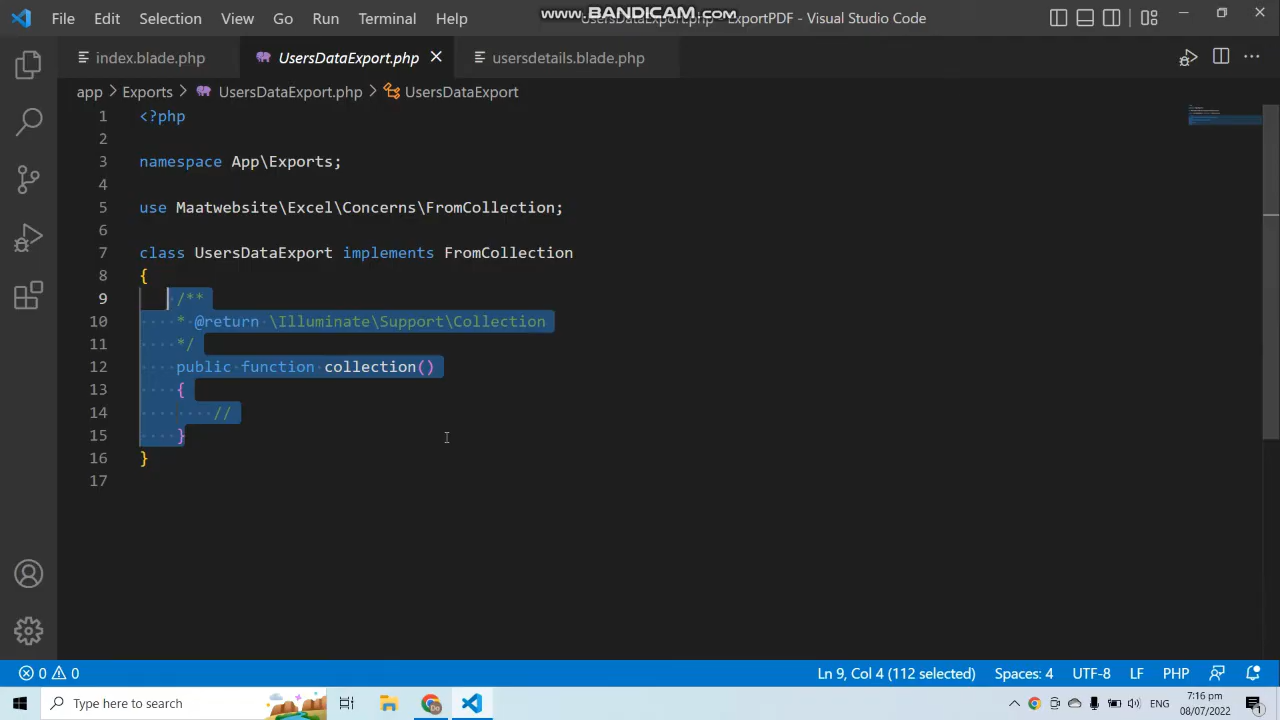 File Edit Selection View Go Run Terminal Help
www.BANDICAM.com
UsersDataExport.php - ExportPDF - Visual Studio Code
index.blade.php UsersDataExport.php usersdetails.blade.php
app > Exports > UsersDataExport.php > UsersDataExport
1 <?php
2
3 namespace App\Exports;
4
5 use Maatwebsite\Excel\Concerns\FromCollection;
6
7 class UsersDataExport implements FromCollection
8 {
9 /**
10 * @return \Illuminate\Support\Collection
11 */
12 public function collection()
13 {
14 //
15 }
16 }
17
0 0 Ln 9, Col 4 (112 selected) Spaces: 4 UTF-8 LF PHP
Type here to search
ENG
7:16 pm
08/07/2022
1